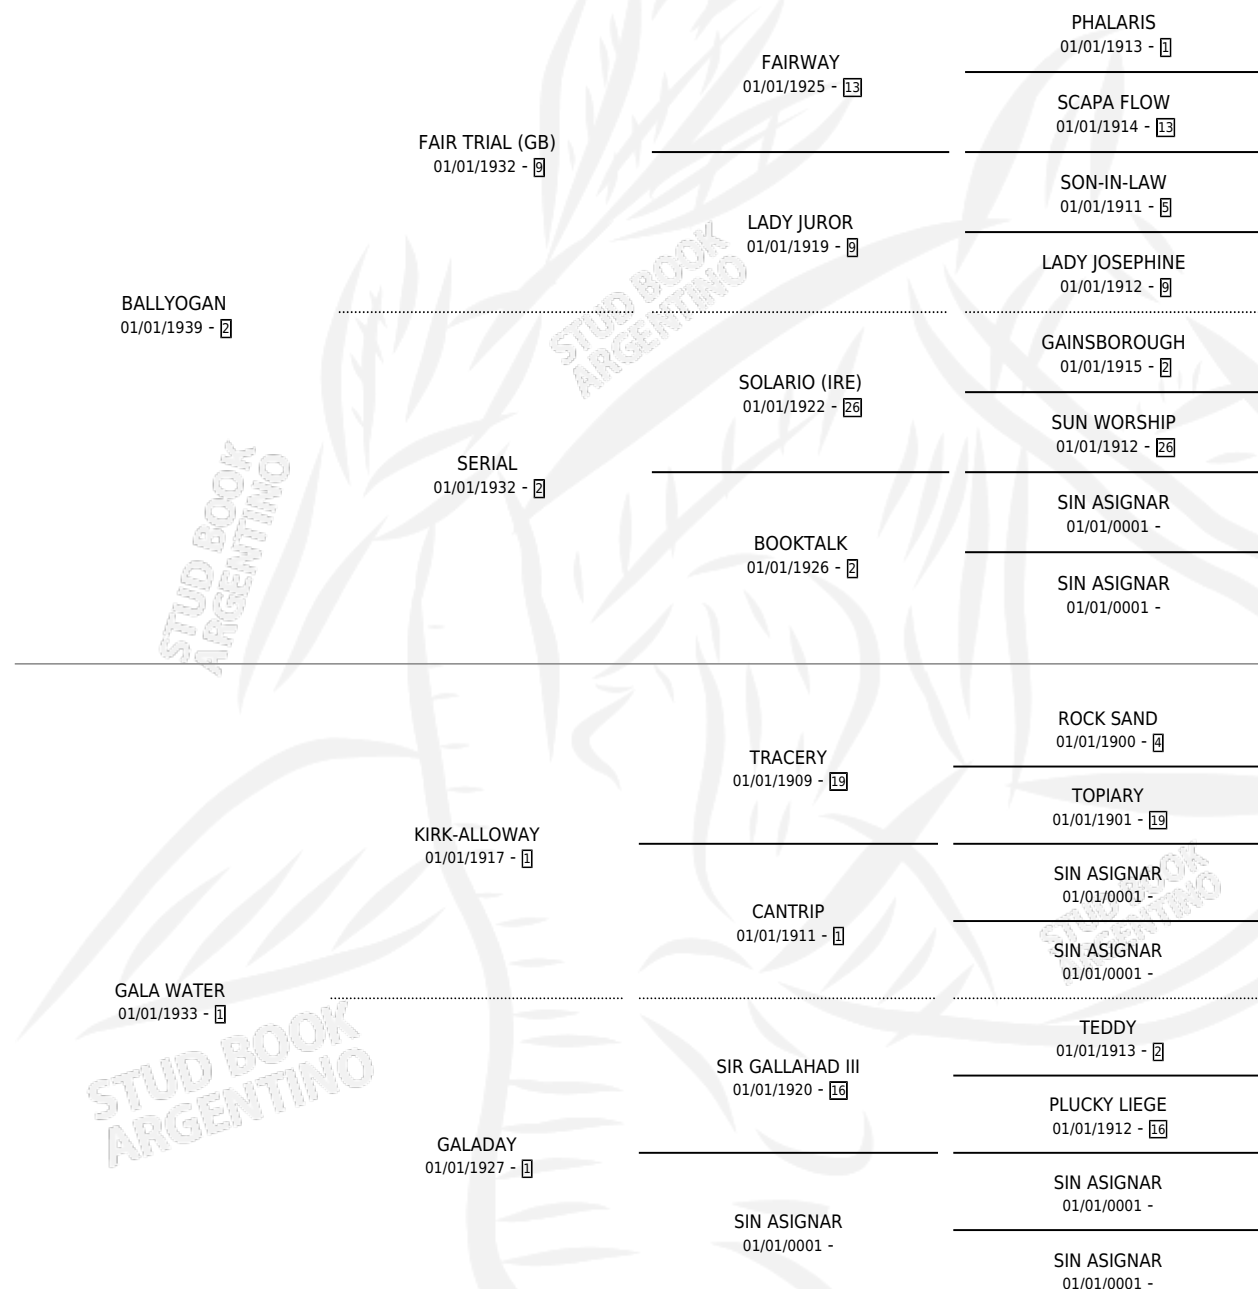 PHALARIS
01/01/1913 - 1
FAIRWAY
01/01/1925 - 13
SCAPA FLOW
01/01/1914 - 13
FAIR TRIAL (GB)
01/01/1932 - 9
SON-IN-LAW
01/01/1911 - 5
LADY JUROR
01/01/1919 - 9
LADY JOSEPHINE
01/01/1912 - 9
BALLYOGAN
01/01/1939 - 2
STUD BOOK
ARGENTINO
GAINSBOROUGH
01/01/1915 - 2
SOLARIO (IRE)
01/01/1922 - 26
SUN WORSHIP
01/01/1912 - 26
SERIAL
01/01/1932 - 2
SIN ASIGNAR
01/01/0001 -
BOOKTALK
01/01/1926 - 2
SIN ASIGNAR
01/01/0001 -
STUD BOOK
ARGENTINO
ROCK SAND
01/01/1900 - 4
TRACERY
01/01/1909 - 19
TOPIARY
01/01/1901 - 19
KIRK-ALLOWAY
01/01/1917 - 1
SIN ASIGNAR
01/01/0001 -
CANTRIP
01/01/1911 - 1
STUD BOOK
ARGENTINO
SIN ASIGNAR
01/01/0001 -
GALA WATER
01/01/1933 - 1
TEDDY
01/01/1913 - 2
SIR GALLAHAD III
01/01/1920 - 16
STUD BOOK
ARGENTINO
PLUCKY LIEGE
01/01/1912 - 16
GALADAY
01/01/1927 - 1
SIN ASIGNAR
01/01/0001 -
SIN ASIGNAR
01/01/0001 -
SIN ASIGNAR
01/01/0001 -